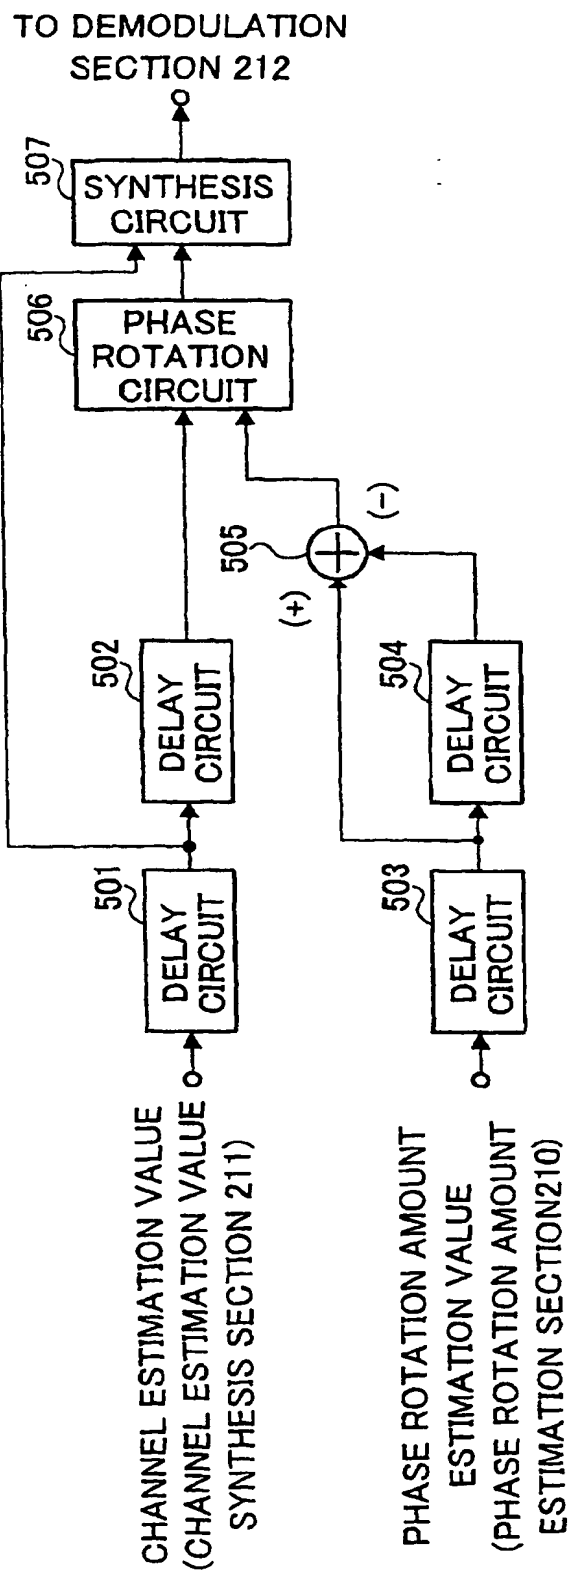 TO DEMODULATION
SECTION 212
507
SYNTHESIS
CIRCUIT
506
PHASE
ROTATION
CIRCUIT
505
(+)
(-)
502
DELAY
CIRCUIT
504
DELAY
CIRCUIT
501
DELAY
CIRCUIT
503
DELAY
CIRCUIT
CHANNEL ESTIMATION VALUE
(CHANNEL ESTIMATION VALUE
SYNTHESIS SECTION 211)
PHASE ROTATION AMOUNT
ESTIMATION VALUE
(PHASE ROTATION AMOUNT
ESTIMATION SECTION210)